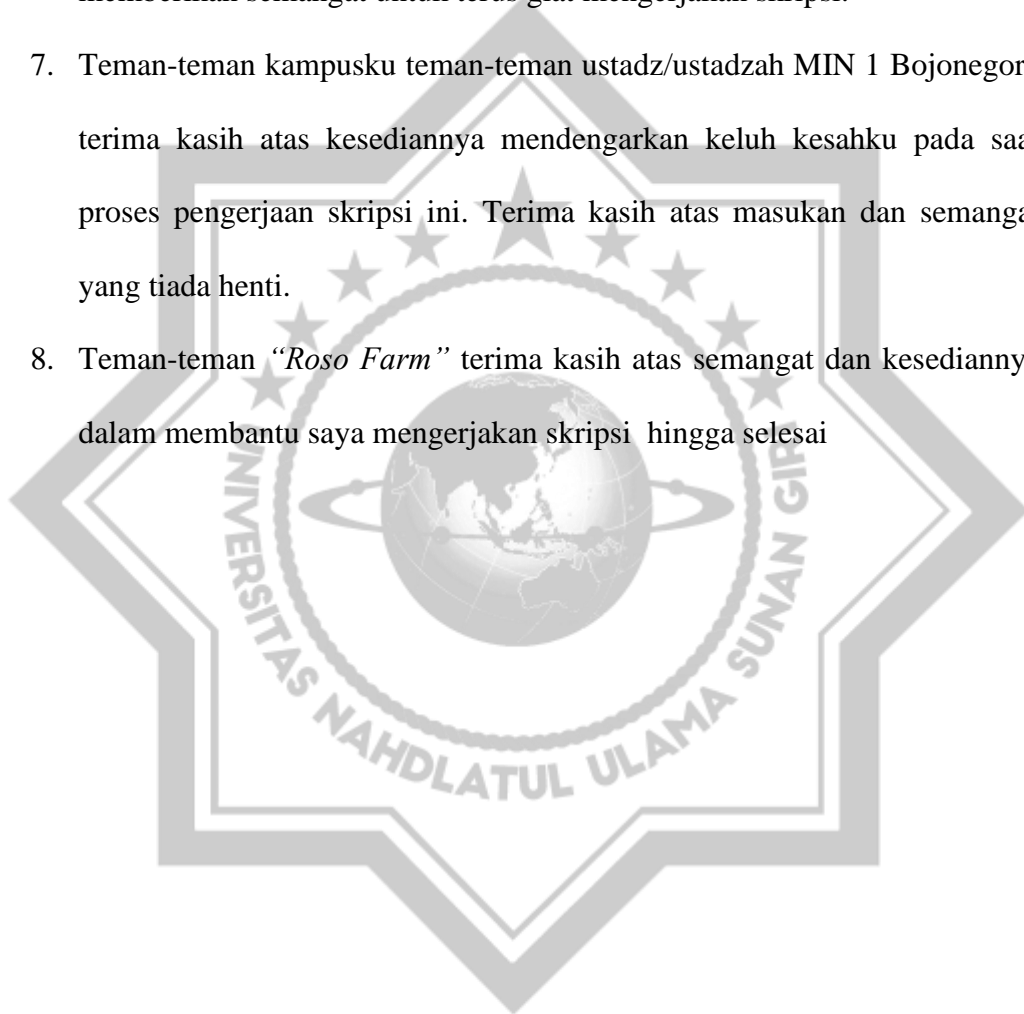 7. Teman-teman kampusku teman-teman ustadz/ustadzah MIN 1 Bojonegor
terima kasih atas kesediannya mendengarkan keluh kesahku pada saa
proses pengerjaan skripsi ini. Terima kasih atas masukan dan semanga
yang tiada henti.
8. Teman-teman “Roso Farm” terima kasih atas semangat dan kesedianny
dalam membantu saya mengerjakan skripsi hingga selesai
UNIVERSITAS NAHDLATUL ULAMA SUNAN GIRI